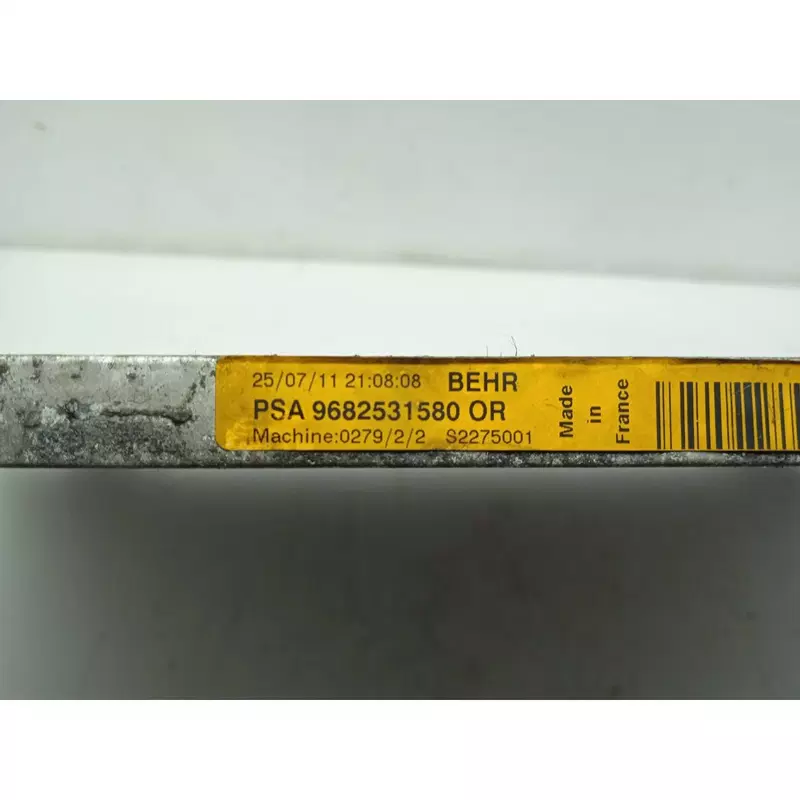 25/07/11 21:08:08 BEHR
PSA 9682531580 OR
Machine:0279/2/2 S2275001
Made
in
France